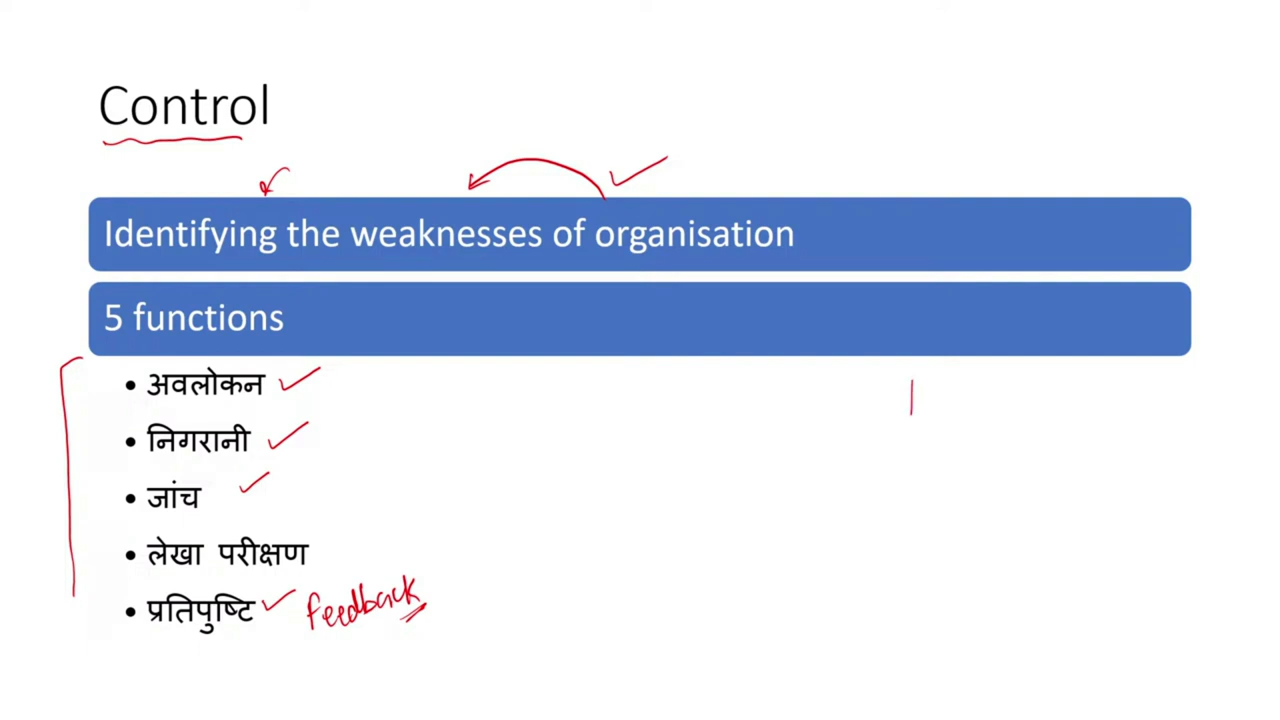 Control
Identifying the weaknesses of organisation
5 functions
• अवलोकन
• निगरानी
• जांच
• लेखा परीक्षण
• प्रतिपुष्टि feedback